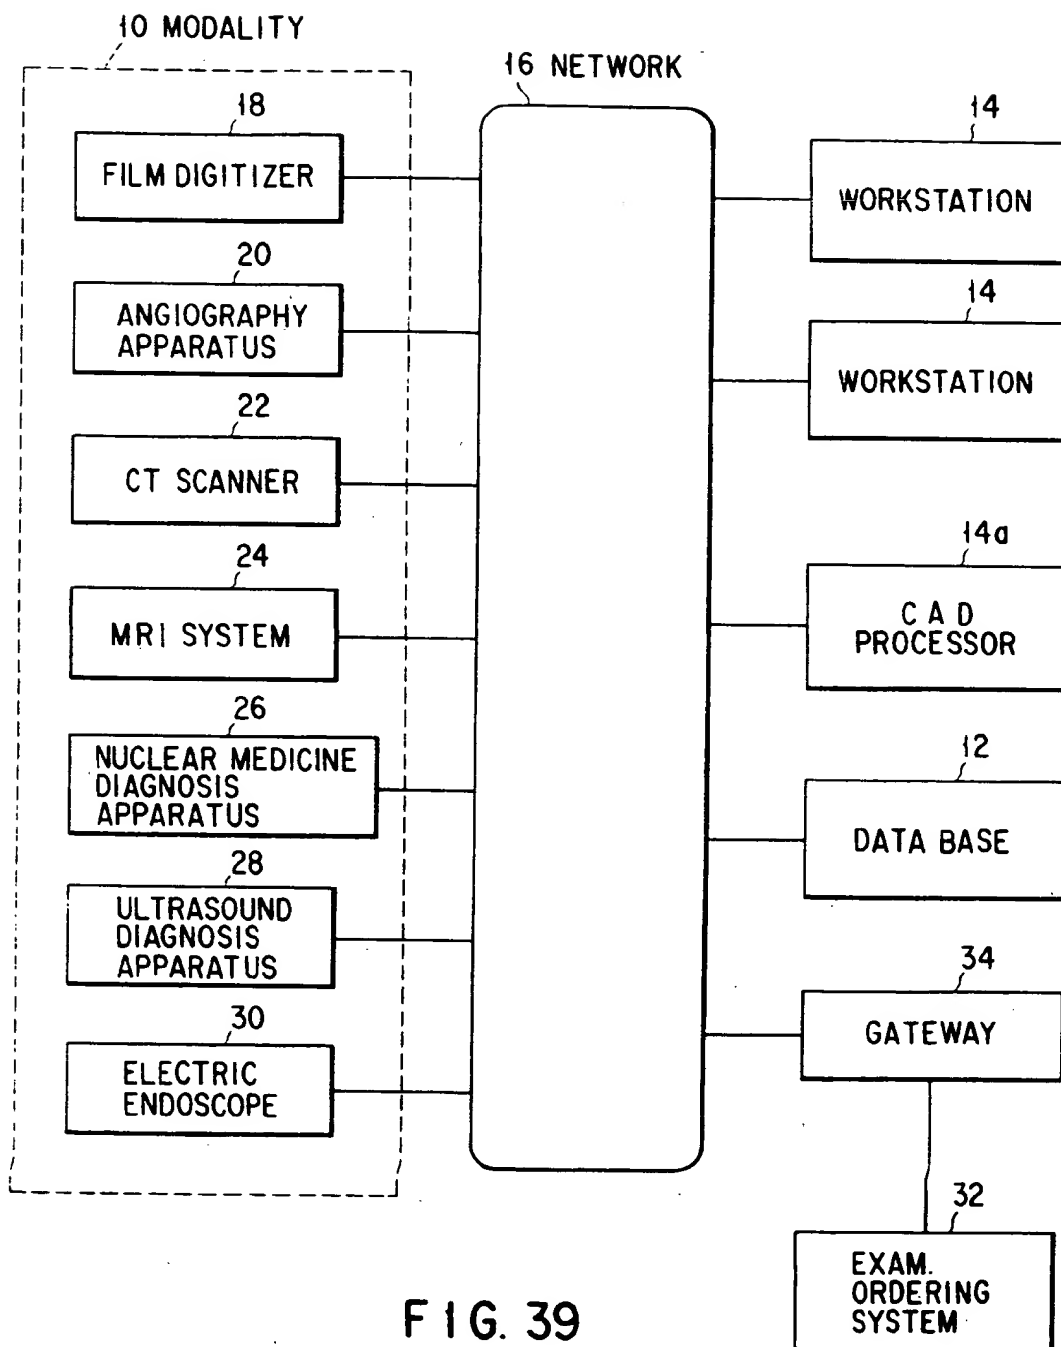 10 MODALITY
16 NETWORK
18
FILM DIGITIZER
20
ANGIOGRAPHY
APPARATUS
22
CT SCANNER
24
MRI SYSTEM
26
NUCLEAR MEDICINE
DIAGNOSIS
APPARATUS
28
ULTRASOUND
DIAGNOSIS
APPARATUS
30
ELECTRIC
ENDOSCOPE
14
WORKSTATION
14
WORKSTATION
14a
CAD
PROCESSOR
12
DATA BASE
34
GATEWAY
32
EXAM.
ORDERING
SYSTEM
FIG. 39